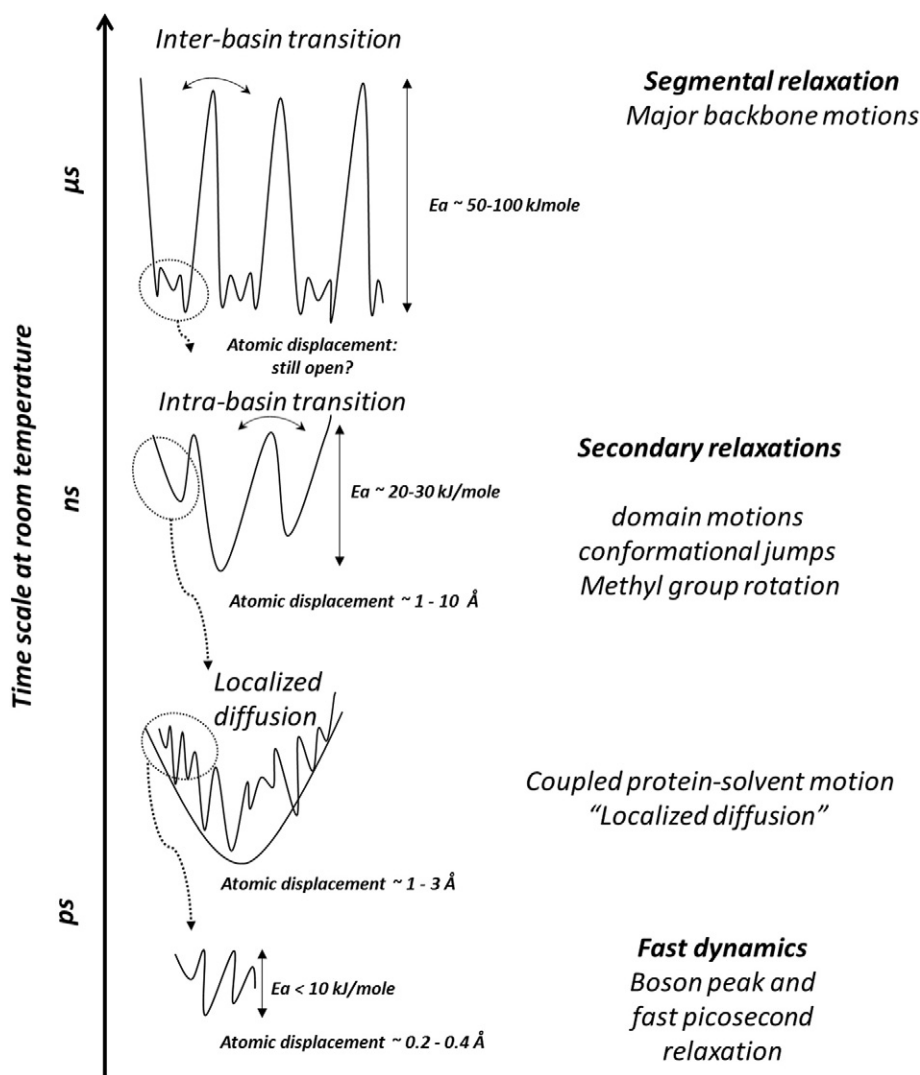 Inter-basin transition
Segmental relaxation
Major backbone motions
μs
Ea ~ 50-100 kJmole
Atomic displacement:
still open?
Time scale at room temperature
Intra-basin transition
Secondary relaxations
ns
Ea ~ 20-30 kJ/mole
domain motions
conformational jumps
Methyl group rotation
Atomic displacement ~ 1 - 10 Å
Localized
diffusion
Coupled protein-solvent motion
“Localized diffusion”
Atomic displacement ~ 1 - 3 Å
ps
Fast dynamics
Boson peak and
fast picosecond
relaxation
Ea < 10 kJ/mole
Atomic displacement ~ 0.2 - 0.4 Å